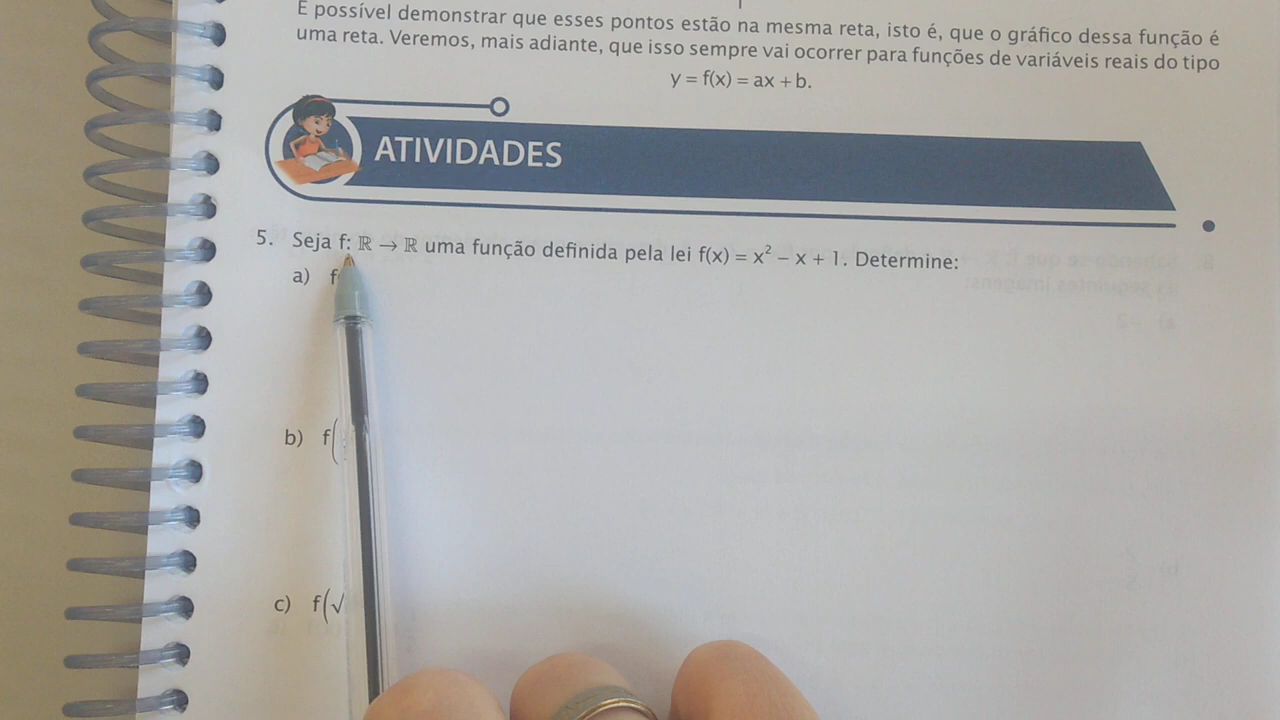 É possível demonstrar que esses pontos estão na mesma reta, isto é, que o gráfico dessa função é
uma reta. Veremos, mais adiante, que isso sempre vai ocorrer para funções de variáveis reais do tipo
y = f(x) = ax + b.
ATIVIDADES
5. Seja f: ℝ → ℝ uma função definida pela lei f(x) = x² – x + 1. Determine:
a) f
b) f(
c) f(√